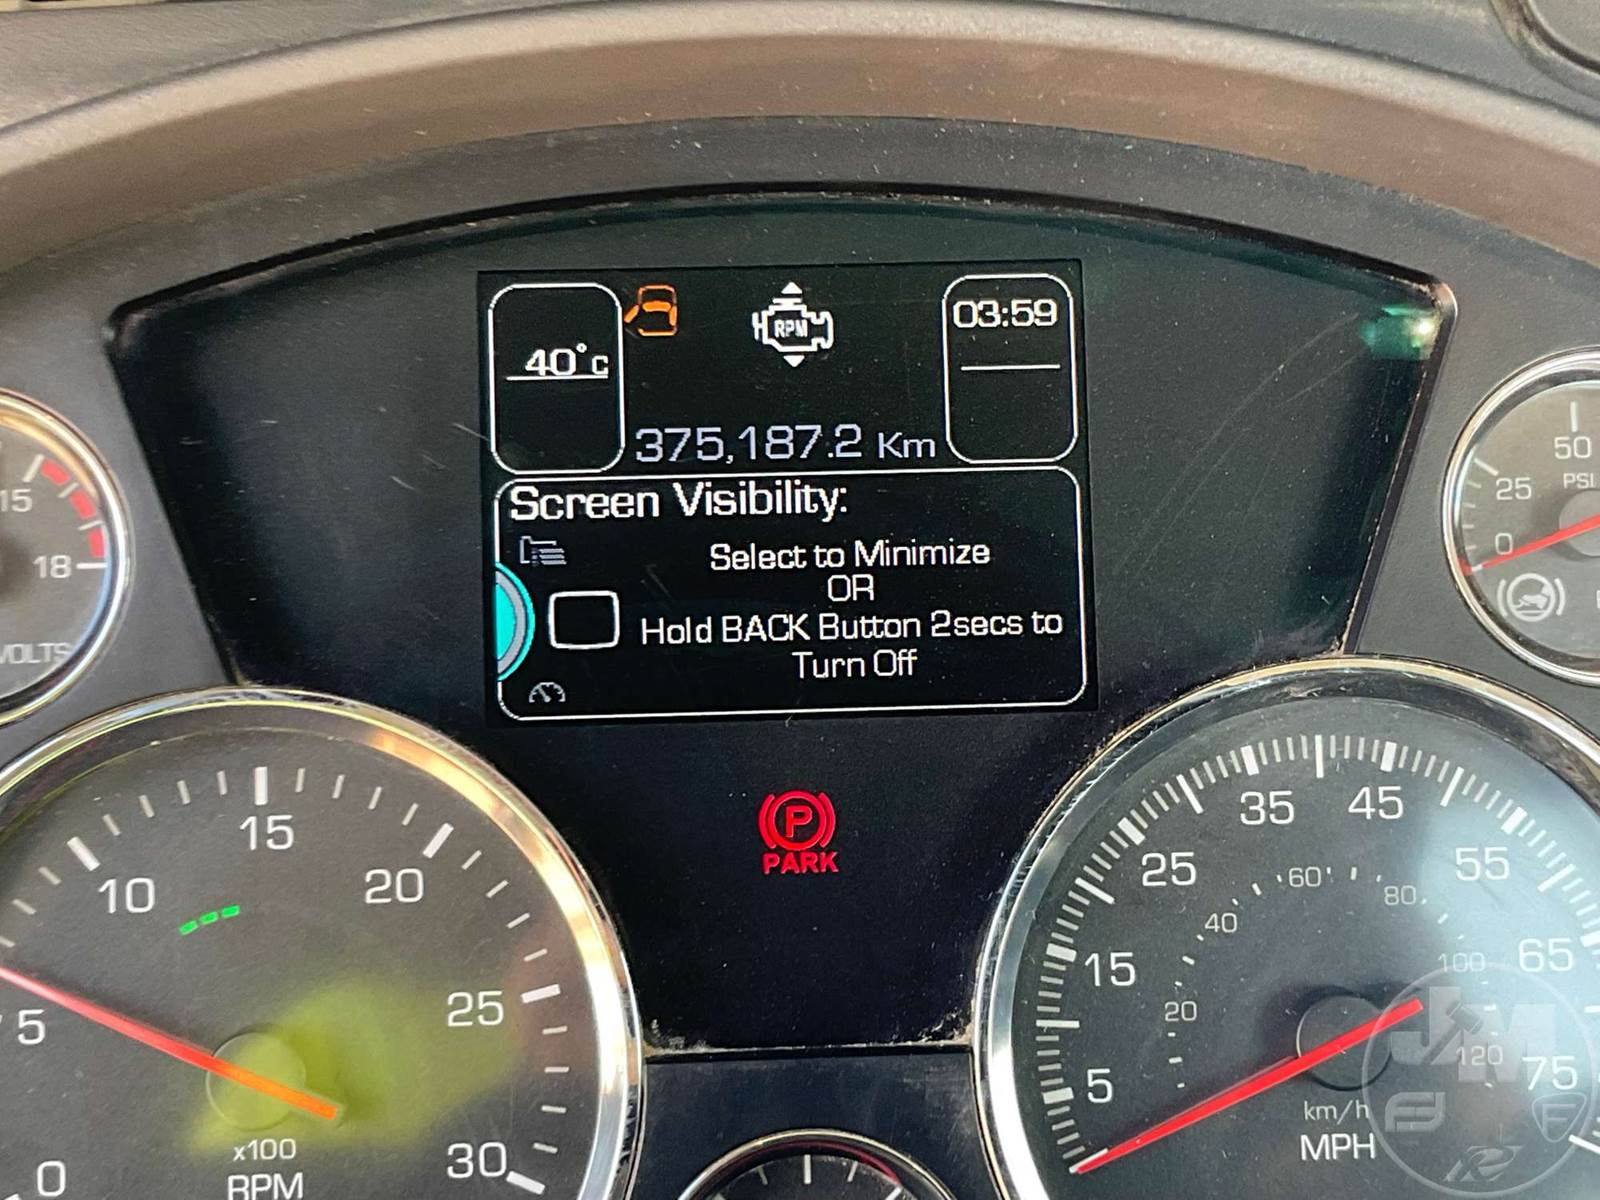 40°C
RPM
03:59
375,187.2 Km
Screen Visibility:
Select to Minimize
OR
Hold BACK Button 2secs to
Turn Off
15
18
VOLTS
50
25
PSI
0
P
PARK
0
5
10
15
20
25
30
x100
RPM
5
15
25
35
45
55
65
75
20
40
60
80
100
120
km/h
MPH
J&M